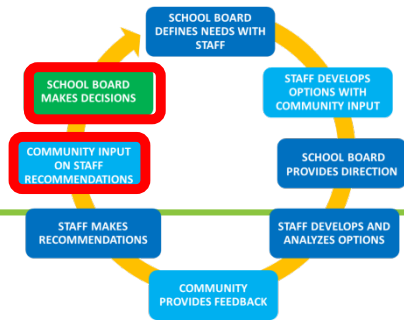 SCHOOL BOARD
DEFINES NEEDS WITH
STAFF
STAFF DEVELOPS
OPTIONS WITH
COMMUNITY INPUT
SCHOOL BOARD
PROVIDES DIRECTION
STAFF DEVELOPS AND
ANALYZES OPTIONS
COMMUNITY
PROVIDES FEEDBACK
STAFF MAKES
RECOMMENDATIONS
COMMUNITY INPUT
ON STAFF
RECOMMENDATIONS
SCHOOL BOARD
MAKES DECISIONS